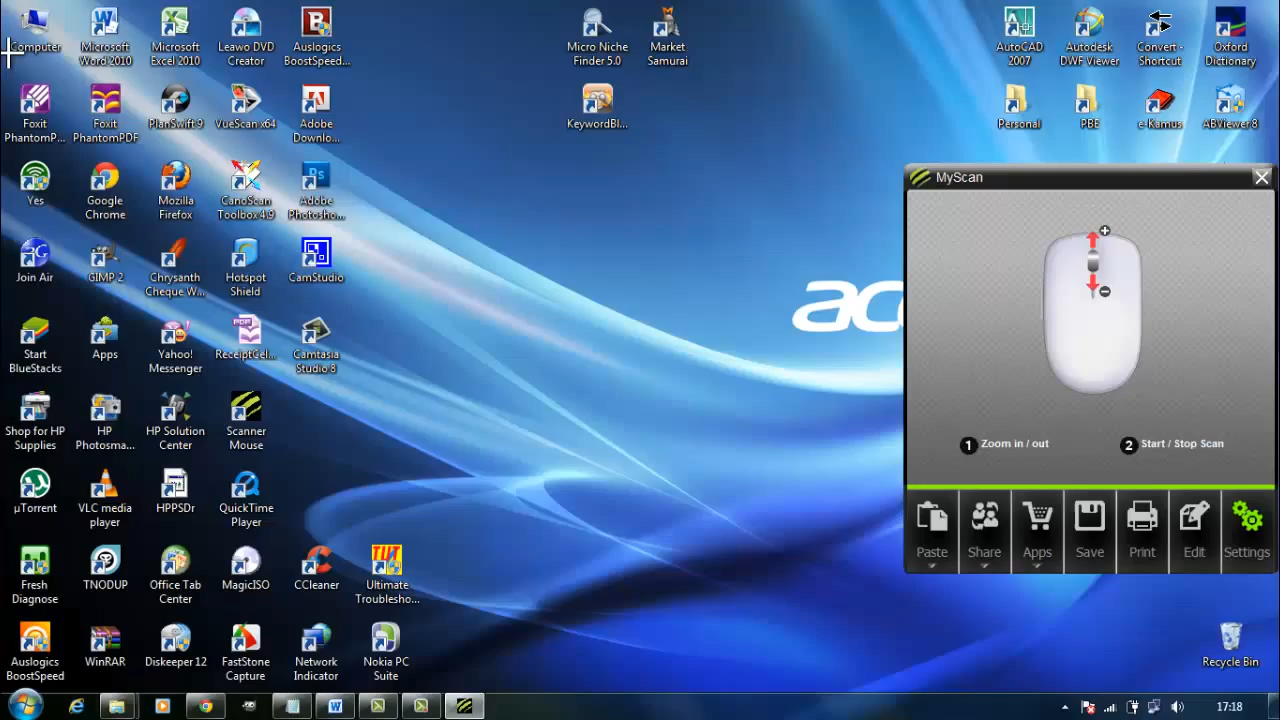 Computer
Microsoft
Word 2010
Microsoft
Excel 2010
Leawo DVD
Creator
Auslogics
BoostSpeed...
Micro Niche
Finder 5.0
Market
Samurai
AutoCAD
2007
Autodesk
DWF Viewer
Convert -
Shortcut
Oxford
Dictionary
Foxit
PhantomP...
Foxit
PhantomPDF
PlanSwift 9
VueScan x64
Adobe
Downlo...
KeywordBl...
Personal
PBE
e-Kamus
ABViewer 8
Yes
Google
Chrome
Mozilla
Firefox
CanoScan
Toolbox 4.9
Ps
Adobe
Photosho...
MyScan
Join Air
GIMP 2
Chrysanth
Cheque W...
Hotspot
Shield
CamStudio
Start
BlueStacks
Apps
Yahoo!
Messenger
PDF
ReceiptCol...
Camtasia
Studio 8
Shop for HP
Supplies
HP
Photosma...
HP Solution
Center
Scanner
Mouse
1 Zoom in / out
2 Start / Stop Scan
µTorrent
VLC media
player
HPPSDr
QuickTime
Player
Paste
Share
Apps
Save
Print
Edit
Settings
Fresh
Diagnose
TNODUP
Office Tab
Center
MagicISO
CCleaner
TUT
Ultimate
Troublesho...
Auslogics
BoostSpeed
WinRAR
Diskeeper 12
FastStone
Capture
Network
Indicator
Nokia PC
Suite
Recycle Bin
17:18